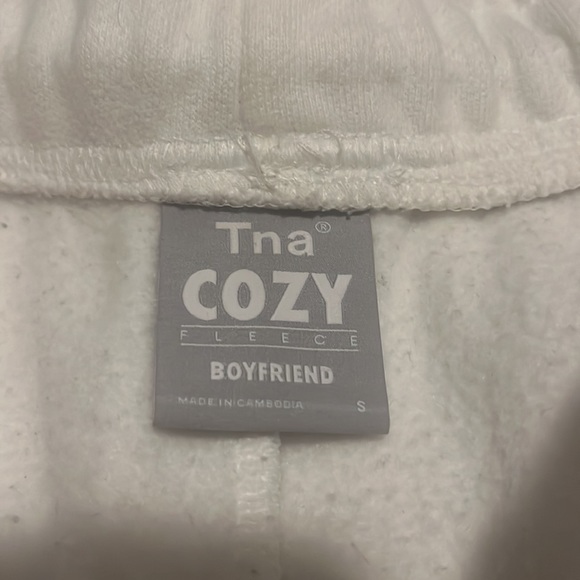 Tna®
COZY
FLEECE
BOYFRIEND
MADE IN CAMBODIA S